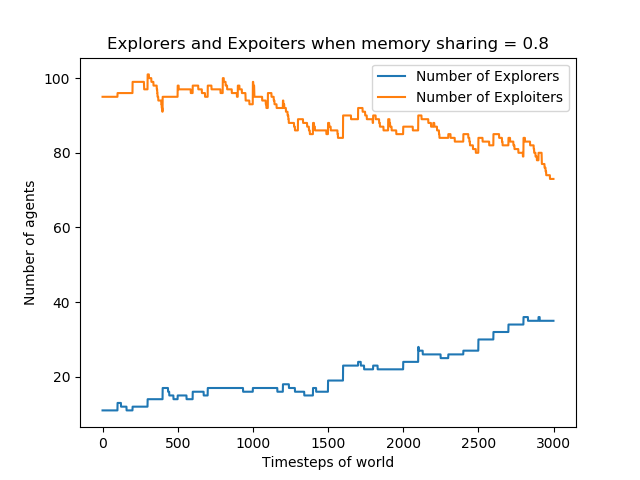 Explorers and Expoiters when memory sharing = 0.8
Number of Explorers
Number of Exploiters
100
80
60
40
20
Number of agents
0 500 1000 1500 2000 2500 3000
Timesteps of world